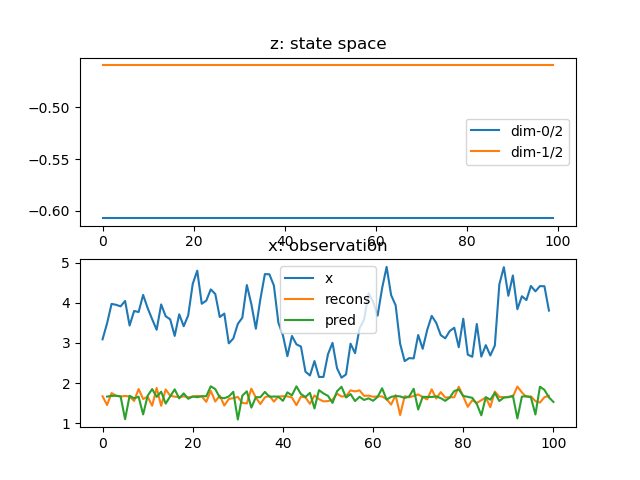 z: state space
−0.50
−0.55
−0.60
dim-0/2
dim-1/2
0 20 40 60 80 100
x: observation
5
4
3
2
1
x
recons
pred
0 20 40 60 80 100